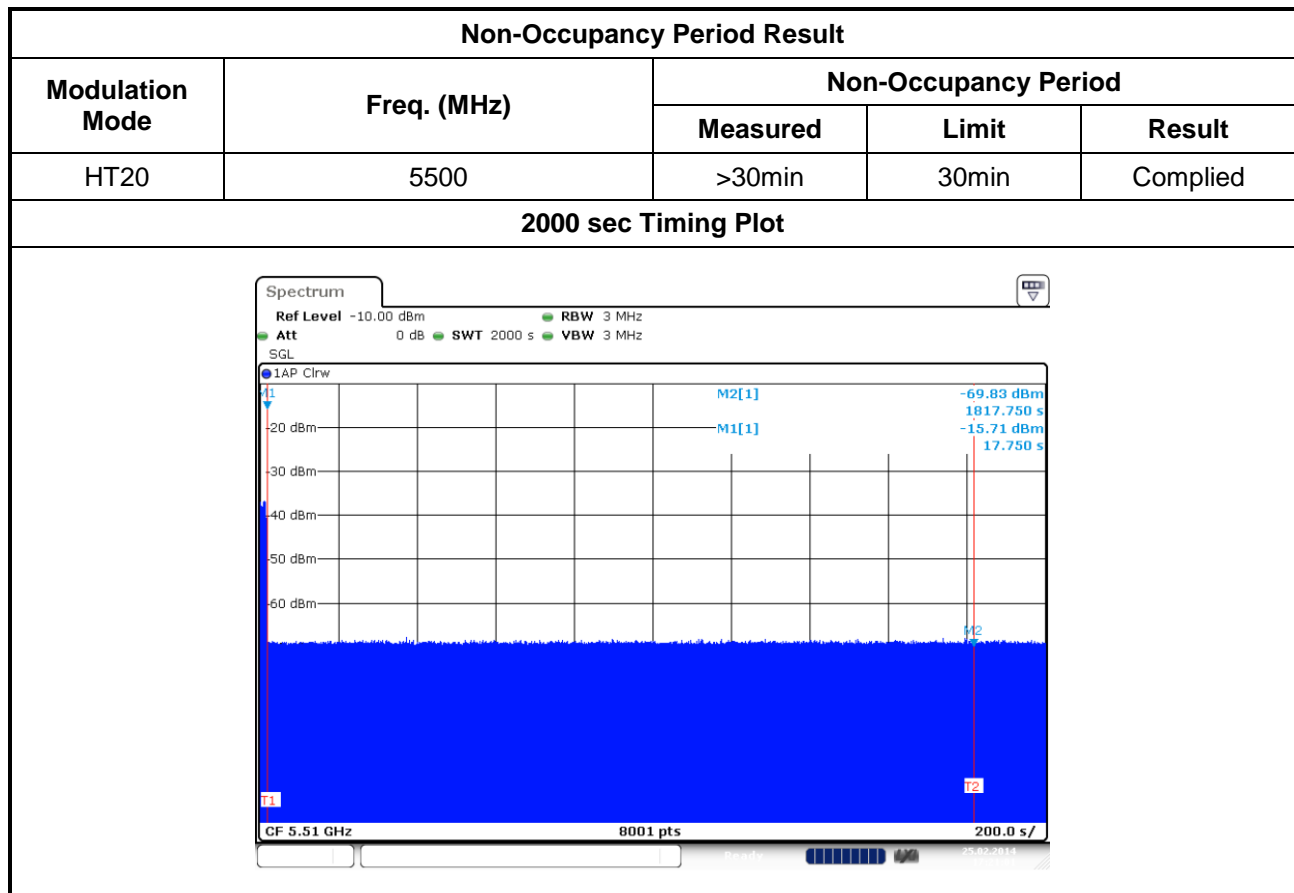 Non-Occupancy Period Result
Modulation Mode
Freq. (MHz)
Non-Occupancy Period
Measured
Limit
Result
HT20
5500
>30min
30min
Complied
2000 sec Timing Plot
Spectrum
Ref Level -10.00 dBm
RBW 3 MHz
Att 0 dB
SWT 2000 s
VBW 3 MHz
SGL
1AP Clrw
M1
M2[1] -69.83 dBm
1817.750 s
-20 dBm
M1[1] -15.71 dBm
17.750 s
-30 dBm
-40 dBm
-50 dBm
-60 dBm
M2
T2
T1
CF 5.51 GHz
8001 pts
200.0 s/
Ready
25.02.2014